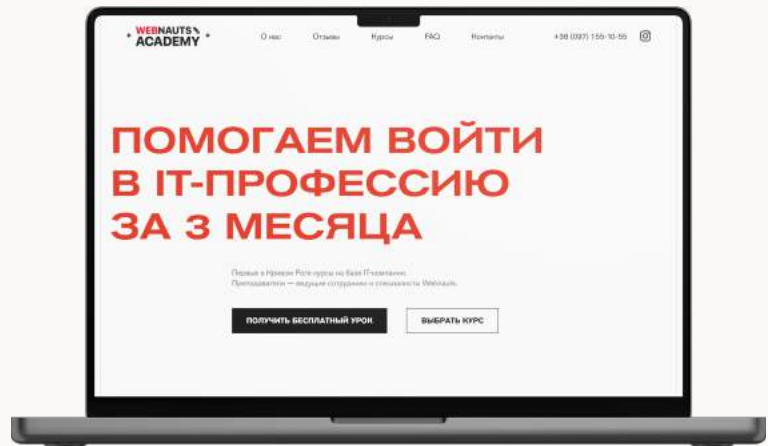 WEBNAUTS
ACADEMY
О нас Отзывы Курсы FAQ Контакты +38 (097) 155-10-55
ПОМОГАЕМ ВОЙТИ
В IT-ПРОФЕССИЮ
ЗА 3 МЕСЯЦА
Первые в Кривом Роге курсы на базе IT-компании.
Преподаватели — ведущие сотрудники и специалисты Webnauts.
ПОЛУЧИТЬ БЕСПЛАТНЫЙ УРОК ВЫБРАТЬ КУРС